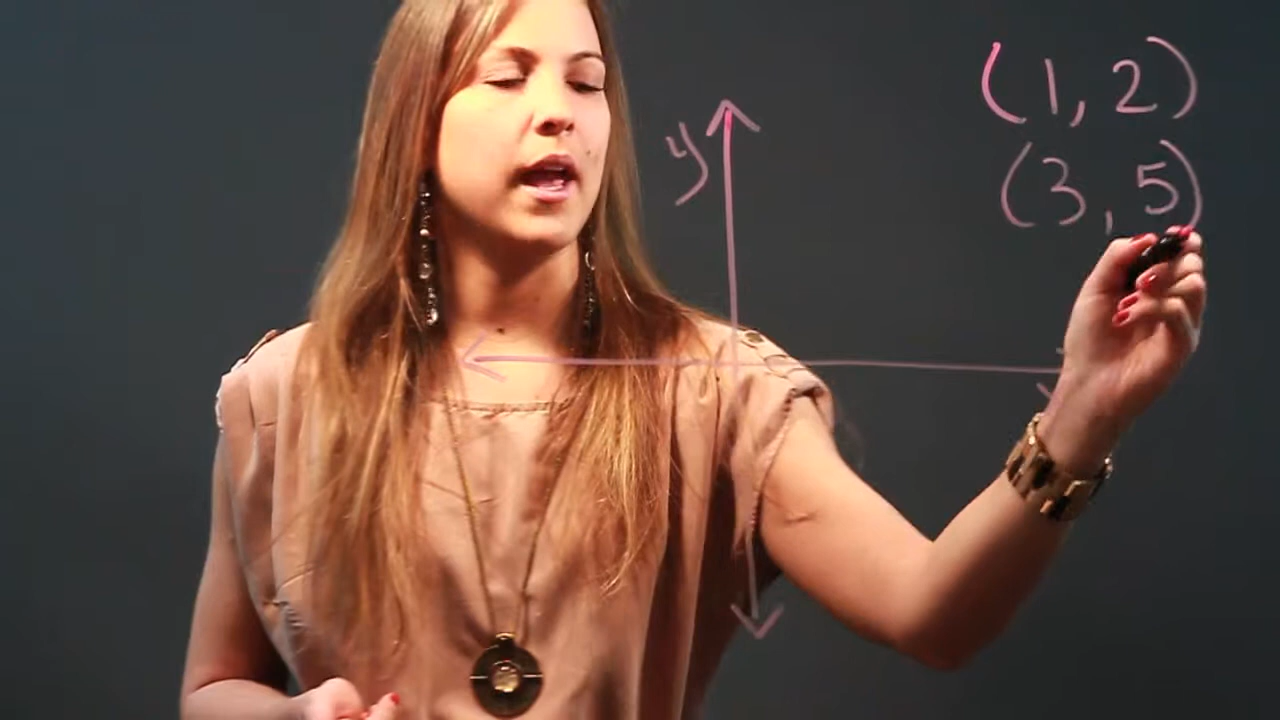 (1, 2)
y
(3, 5)